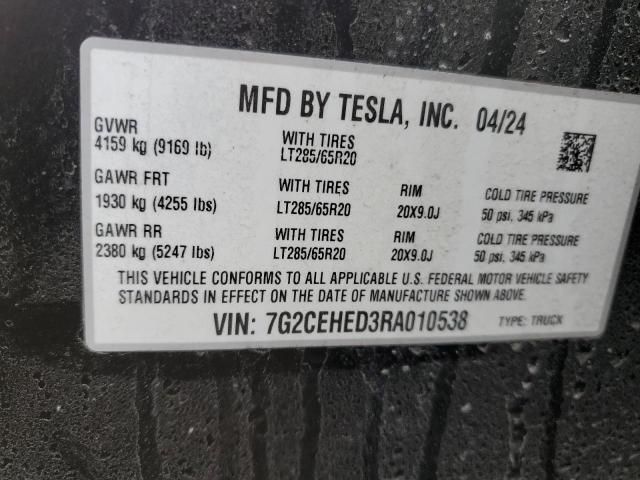 MFD BY TESLA, INC. 04/24
GVWR
4159 kg (9169 lb)
WITH TIRES
LT285/65R20
GAWR FRT
1930 kg (4255 lbs)
WITH TIRES
LT285/65R20
RIM
20X9.0J
COLD TIRE PRESSURE
50 psi, 345 kPa
GAWR RR
2380 kg (5247 lbs)
WITH TIRES
LT285/65R20
RIM
20X9.0J
COLD TIRE PRESSURE
50 psi, 345 kPa
THIS VEHICLE CONFORMS TO ALL APPLICABLE U.S. FEDERAL MOTOR VEHICLE SAFETY
STANDARDS IN EFFECT ON THE DATE OF MANUFACTURE SHOWN ABOVE.
VIN: 7G2CEHED3RA010538 TYPE: TRUCK